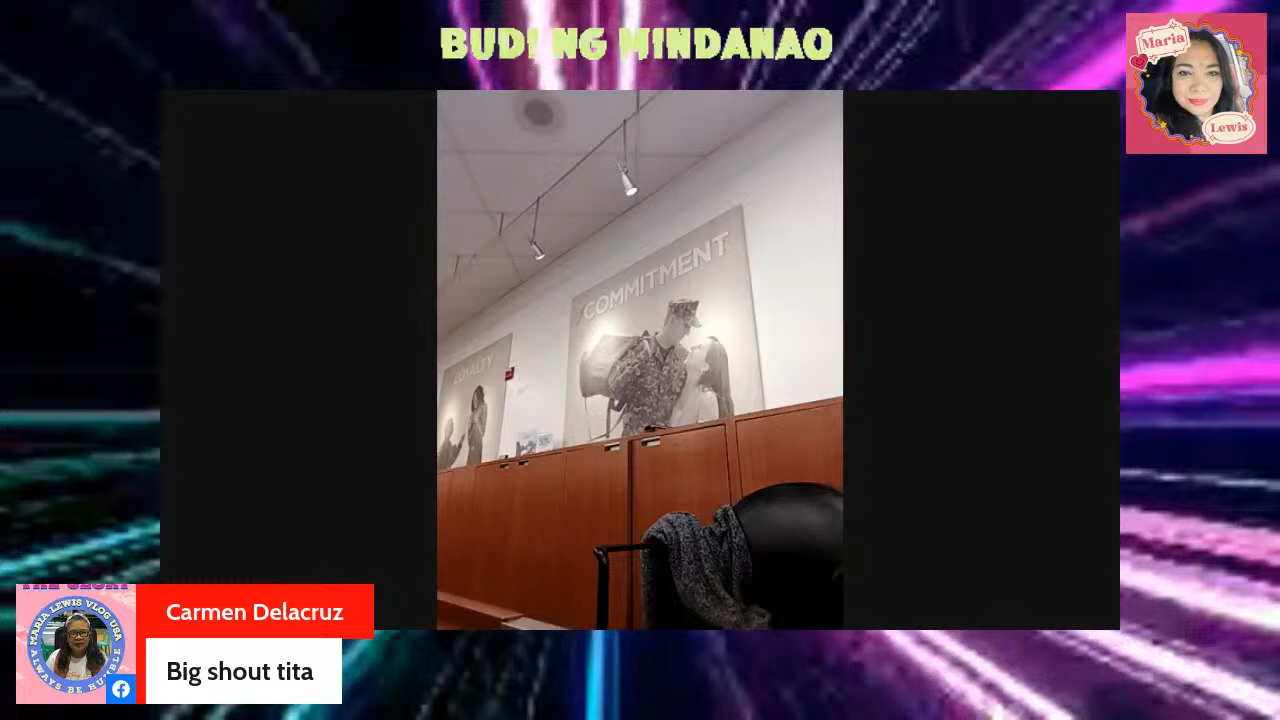 BUDI NG MINDANAO
Maria
Lewis
/COMMITMENT
LOYALTY
Carmen Delacruz
Big shout tita
MARIA LEWIS VLOG USA
ALWAYS BE HUMBLE